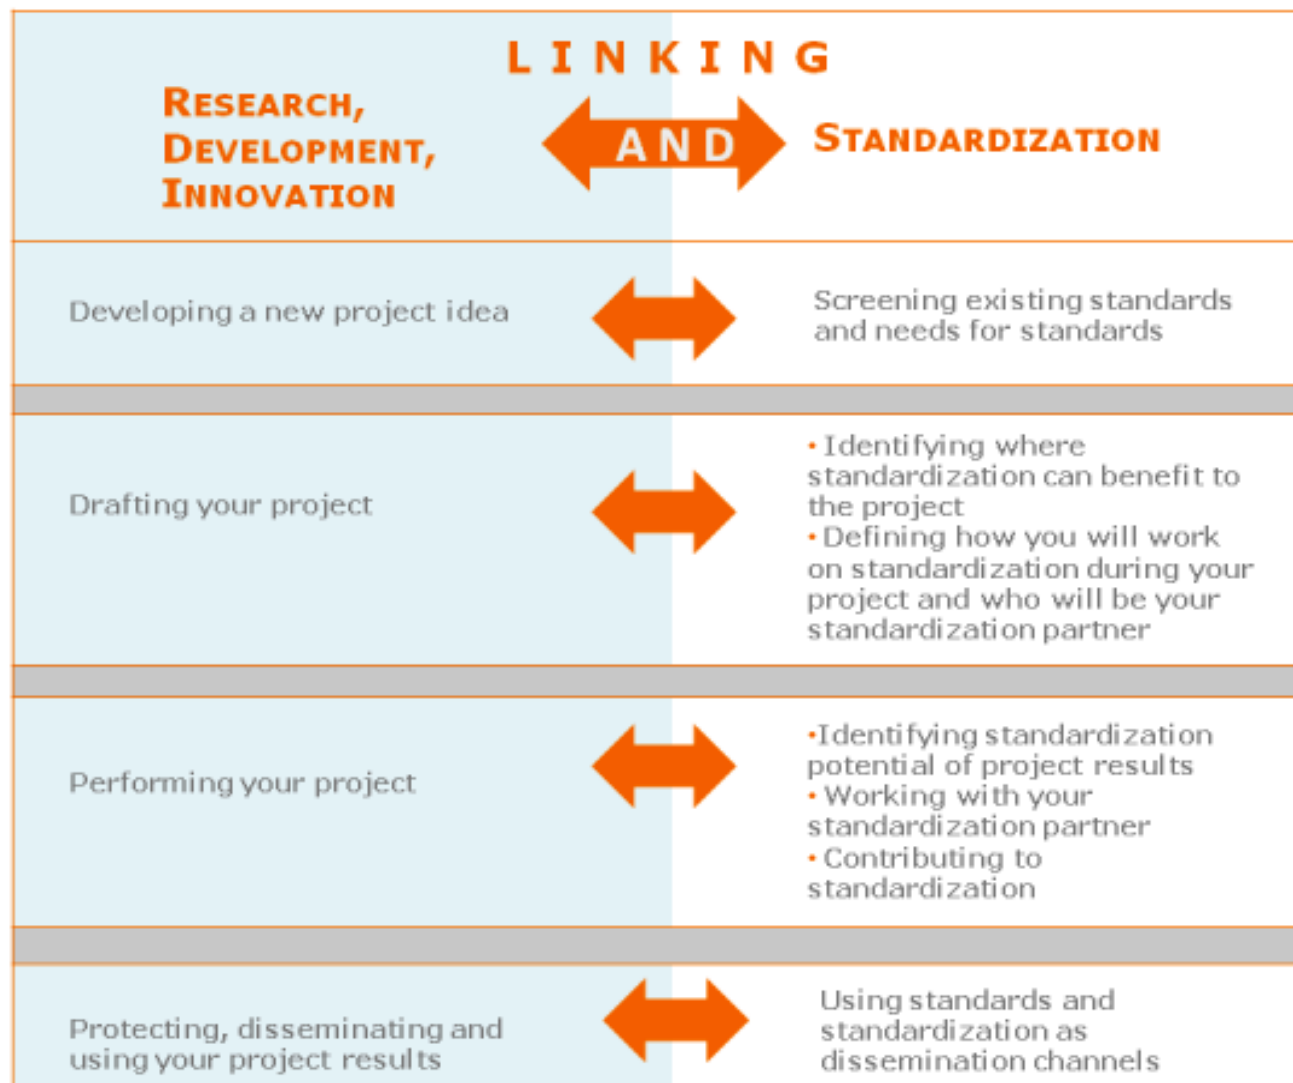 LINKING
RESEARCH,
DEVELOPMENT,
INNOVATION
AND
STANDARDIZATION
Developing a new project idea
Screening existing standards
and needs for standards
Drafting your project
• Identifying where
standardization can benefit to
the project
• Defining how you will work
on standardization during your
project and who will be your
standardization partner
Performing your project
•Identifying standardization
potential of project results
• Working with your
standardization partner
• Contributing to
standardization
Protecting, disseminating and
using your project results
Using standards and
standardization as
dissemination channels